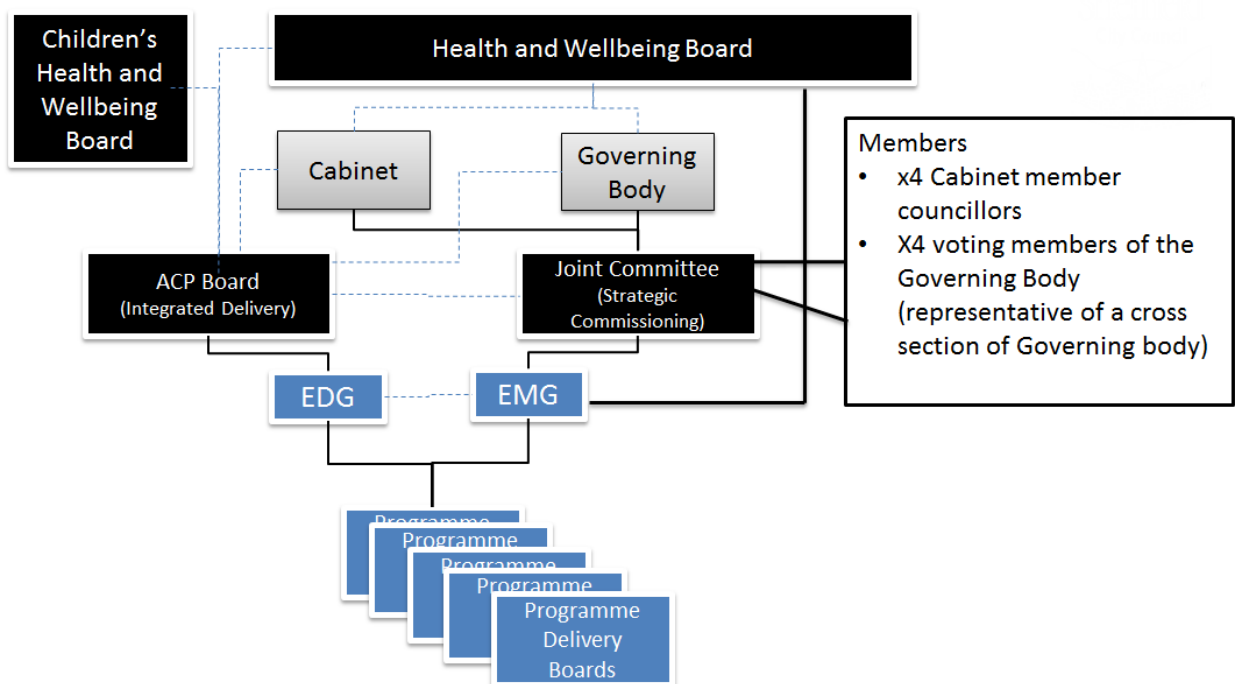 Children’s
Health and
Wellbeing
Board
Health and Wellbeing Board
Cabinet
Governing
Body
Members
• x4 Cabinet member
councillors
• X4 voting members of the
Governing Body
(representative of a cross
section of Governing body)
ACP Board
(Integrated Delivery)
Joint Committee
(Strategic
Commissioning)
EDG
EMG
Programme
Programme
Programme
Programme
Programme
Delivery
Boards